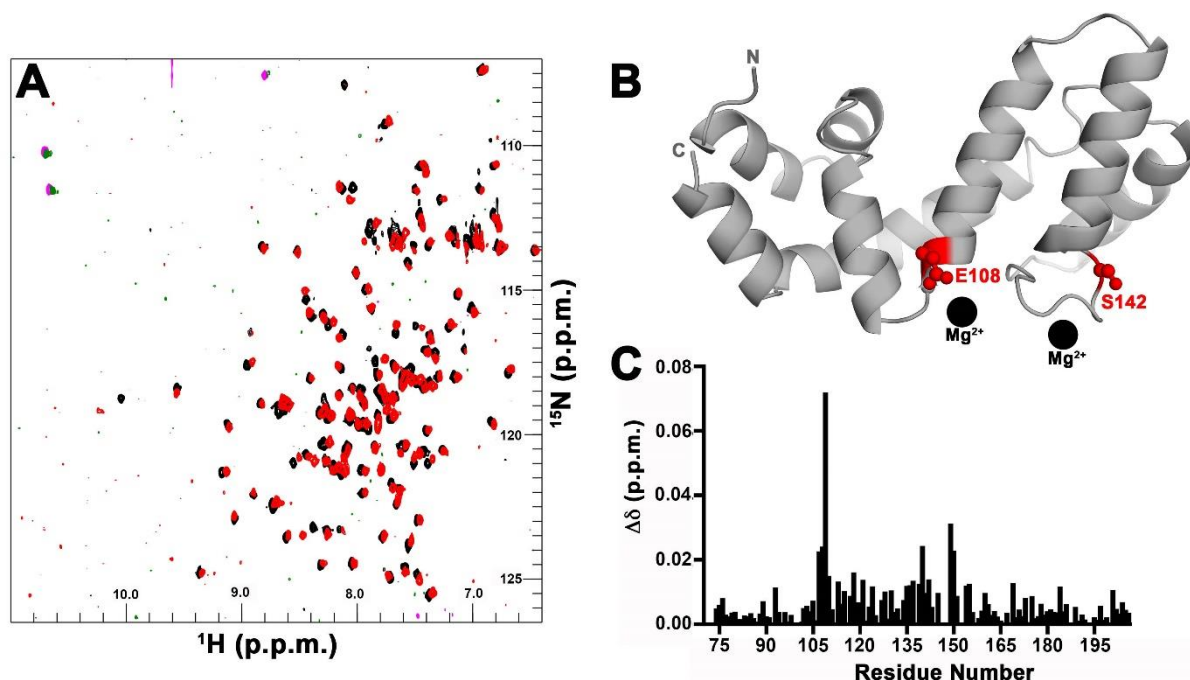 A
110
115
120
125
10.0 9.0 8.0 7.0
¹H (p.p.m.)
¹⁵N (p.p.m.)
B
N
C
E108
S142
Mg²⁺
Mg²⁺
C
0.08
0.06
0.04
0.02
0.00
Δδ (p.p.m.)
75 90 105 120 135 150 165 180 195
Residue Number